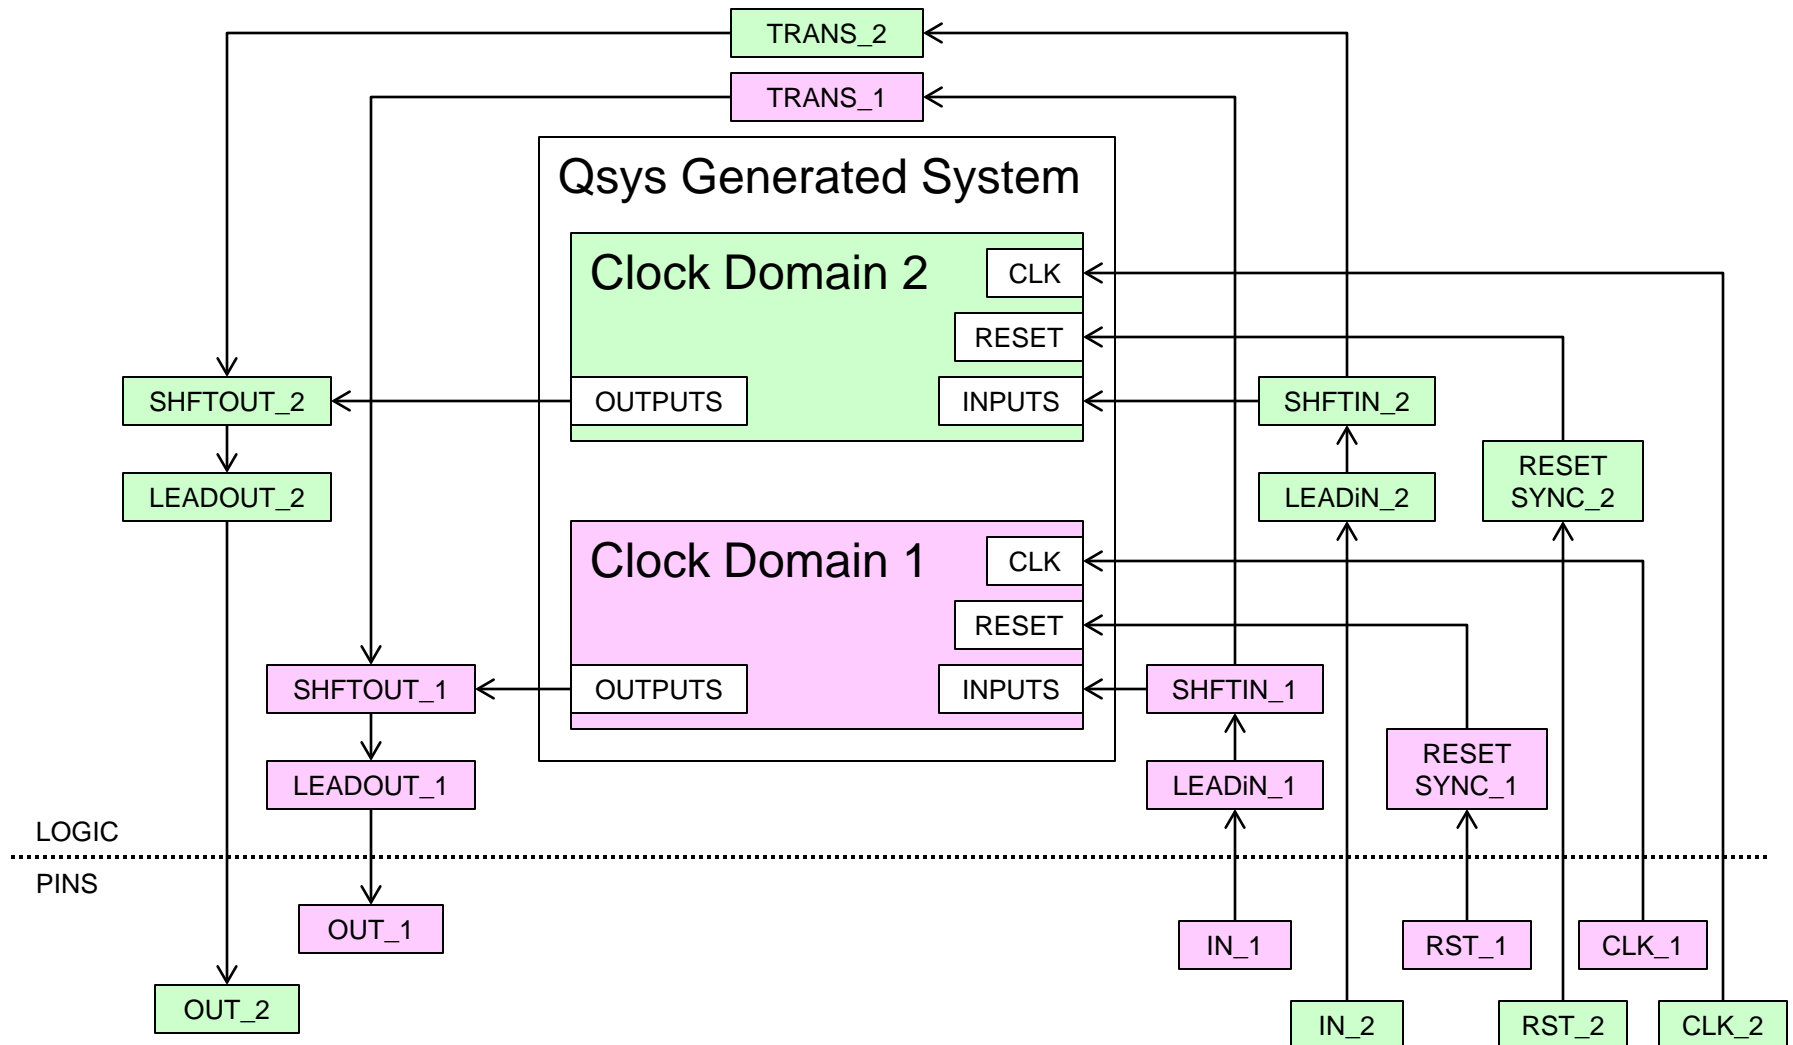 TRANS_2
TRANS_1
Qsys Generated System
Clock Domain 2
CLK
RESET
SHFTOUT_2
OUTPUTS
INPUTS
SHFTIN_2
LEADOUT_2
LEADiN_2
RESET
SYNC_2
Clock Domain 1
CLK
RESET
SHFTOUT_1
OUTPUTS
INPUTS
SHFTIN_1
LEADOUT_1
LEADiN_1
RESET
SYNC_1
LOGIC
PINS
OUT_1
IN_1
RST_1
CLK_1
OUT_2
IN_2
RST_2
CLK_2